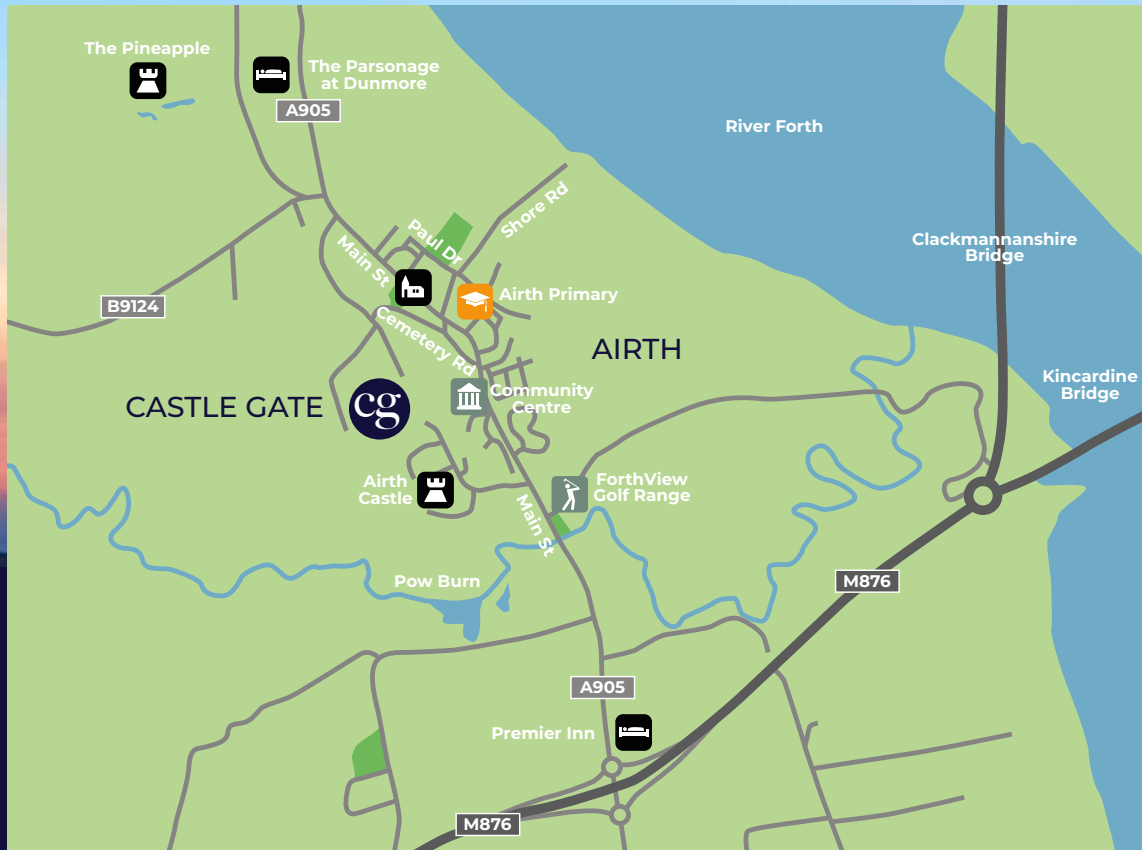 The Pineapple
The Parsonage
at Dunmore
A905
River Forth
Shore Rd
Paul Dr
Main St
Clackmannanshire
Bridge
B9124
Airth Primary
Cemetery Rd
AIRTH
Kincardine
Bridge
CASTLE GATE
cg
Community
Centre
Airth
Castle
ForthView
Golf Range
Main St
Pow Burn
M876
A905
Premier Inn
M876